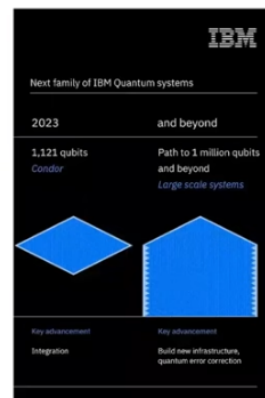 IBM
Next family of IBM Quantum systems
2023
and beyond
1,121 qubits
Condor
Path to 1 million qubits
and beyond
Large scale systems
Key advancement
Integration
Key advancement
Build new infrastructure,
quantum error correction